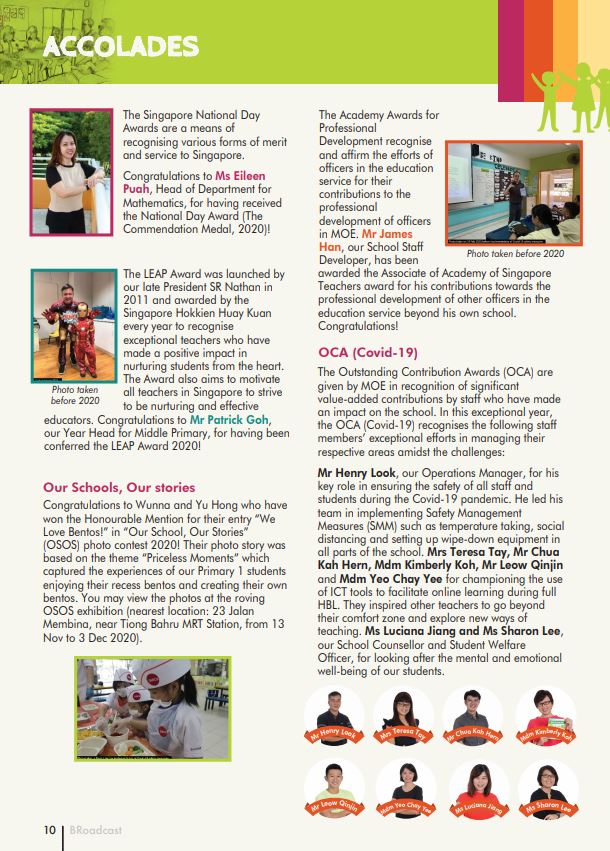 ACCOLADES
The Singapore National Day
Awards are a means of
recognising various forms of merit
and service to Singapore.
Congratulations to Ms Eileen
Puah, Head of Department for
Mathematics, for having received
the National Day Award (The
Commendation Medal, 2020)!
The LEAP Award was launched by
our late President SR Nathan in
2011 and awarded by the
Singapore Hokkien Huay Kuan
every year to recognise
exceptional teachers who have
made a positive impact in
nurturing students from the heart.
The Award also aims to motivate
all teachers in Singapore to strive
to be nurturing and effective
educators. Congratulations to Mr Patrick Goh,
our Year Head for Middle Primary, for having been
conferred the LEAP Award 2020!
Photo taken
before 2020
Our Schools, Our stories
Congratulations to Wunna and Yu Hong who have
won the Honourable Mention for their entry “We
Love Bentos!” in “Our School, Our Stories”
(OSOS) photo contest 2020! Their photo story was
based on the theme “Priceless Moments” which
captured the experiences of our Primary 1 students
enjoying their recess bentos and creating their own
bentos. You may view the photos at the roving
OSOS exhibition (nearest location: 23 Jalan
Membina, near Tiong Bahru MRT Station, from 13
Nov to 3 Dec 2020).
The Academy Awards for
Professional
Development recognise
and affirm the efforts of
officers in the education
service for their
contributions to the
professional
development of officers
in MOE. Mr James
Han, our School Staff
Developer, has been
awarded the Associate of Academy of Singapore
Teachers award for his contributions towards the
professional development of other officers in the
education service beyond his own school.
Congratulations!
Photo taken before 2020
OCA (Covid-19)
The Outstanding Contribution Awards (OCA) are
given by MOE in recognition of significant
value-added contributions by staff who have made
an impact on the school. In this exceptional year,
the OCA (Covid-19) recognises the following staff
members’ exceptional efforts in managing their
respective areas amidst the challenges:
Mr Henry Look, our Operations Manager, for his
key role in ensuring the safety of all staff and
students during the Covid-19 pandemic. He led his
team in implementing Safety Management
Measures (SMM) such as temperature taking, social
distancing and setting up wipe-down equipment in
all parts of the school. Mrs Teresa Tay, Mr Chua
Kah Hern, Mdm Kimberly Koh, Mr Leow Qinjin
and Mdm Yeo Chay Yee for championing the use
of ICT tools to facilitate online learning during full
HBL. They inspired other teachers to go beyond
their comfort zone and explore new ways of
teaching. Ms Luciana Jiang and Ms Sharon Lee,
our School Counsellor and Student Welfare
Officer, for looking after the mental and emotional
well-being of our students.
Mr Henry Look
Mrs Teresa Tay
Mr Chua Kah Hern
Mdm Kimberly Koh
Mr Leow Qinjin
Mdm Yeo Chay Yee
Ms Luciana Jiang
Ms Sharon Lee
10 BRoadcast